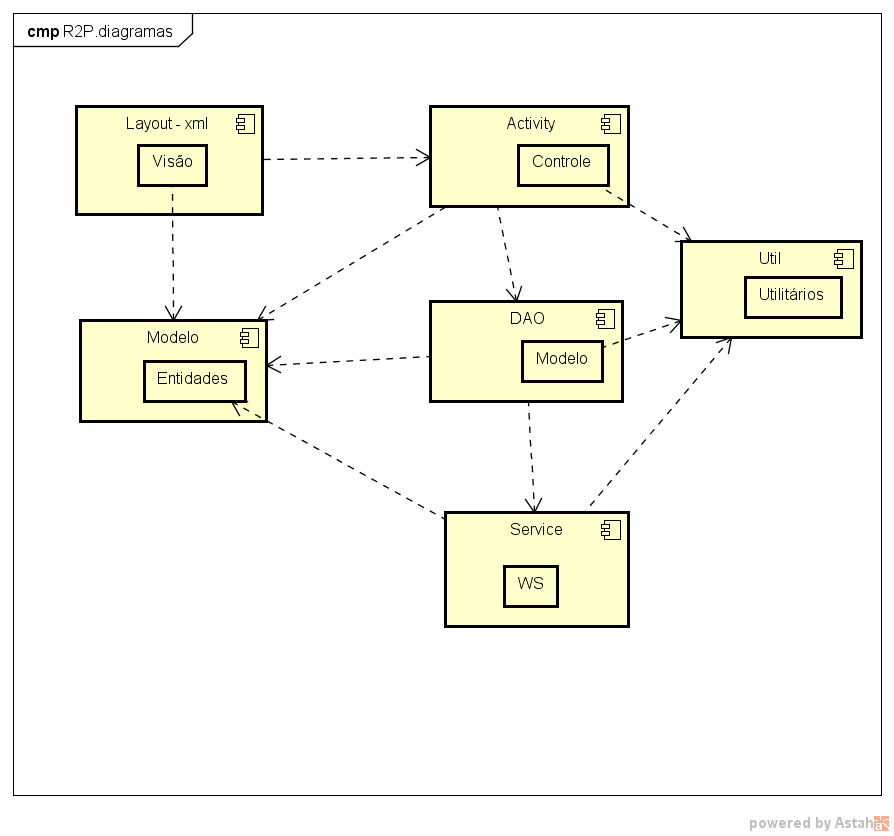 cmp R2P.diagramas
Layout - xml
Visão
Activity
Controle
Util
Utilitários
Modelo
Entidades
DAO
Modelo
Service
WS
powered by Astah